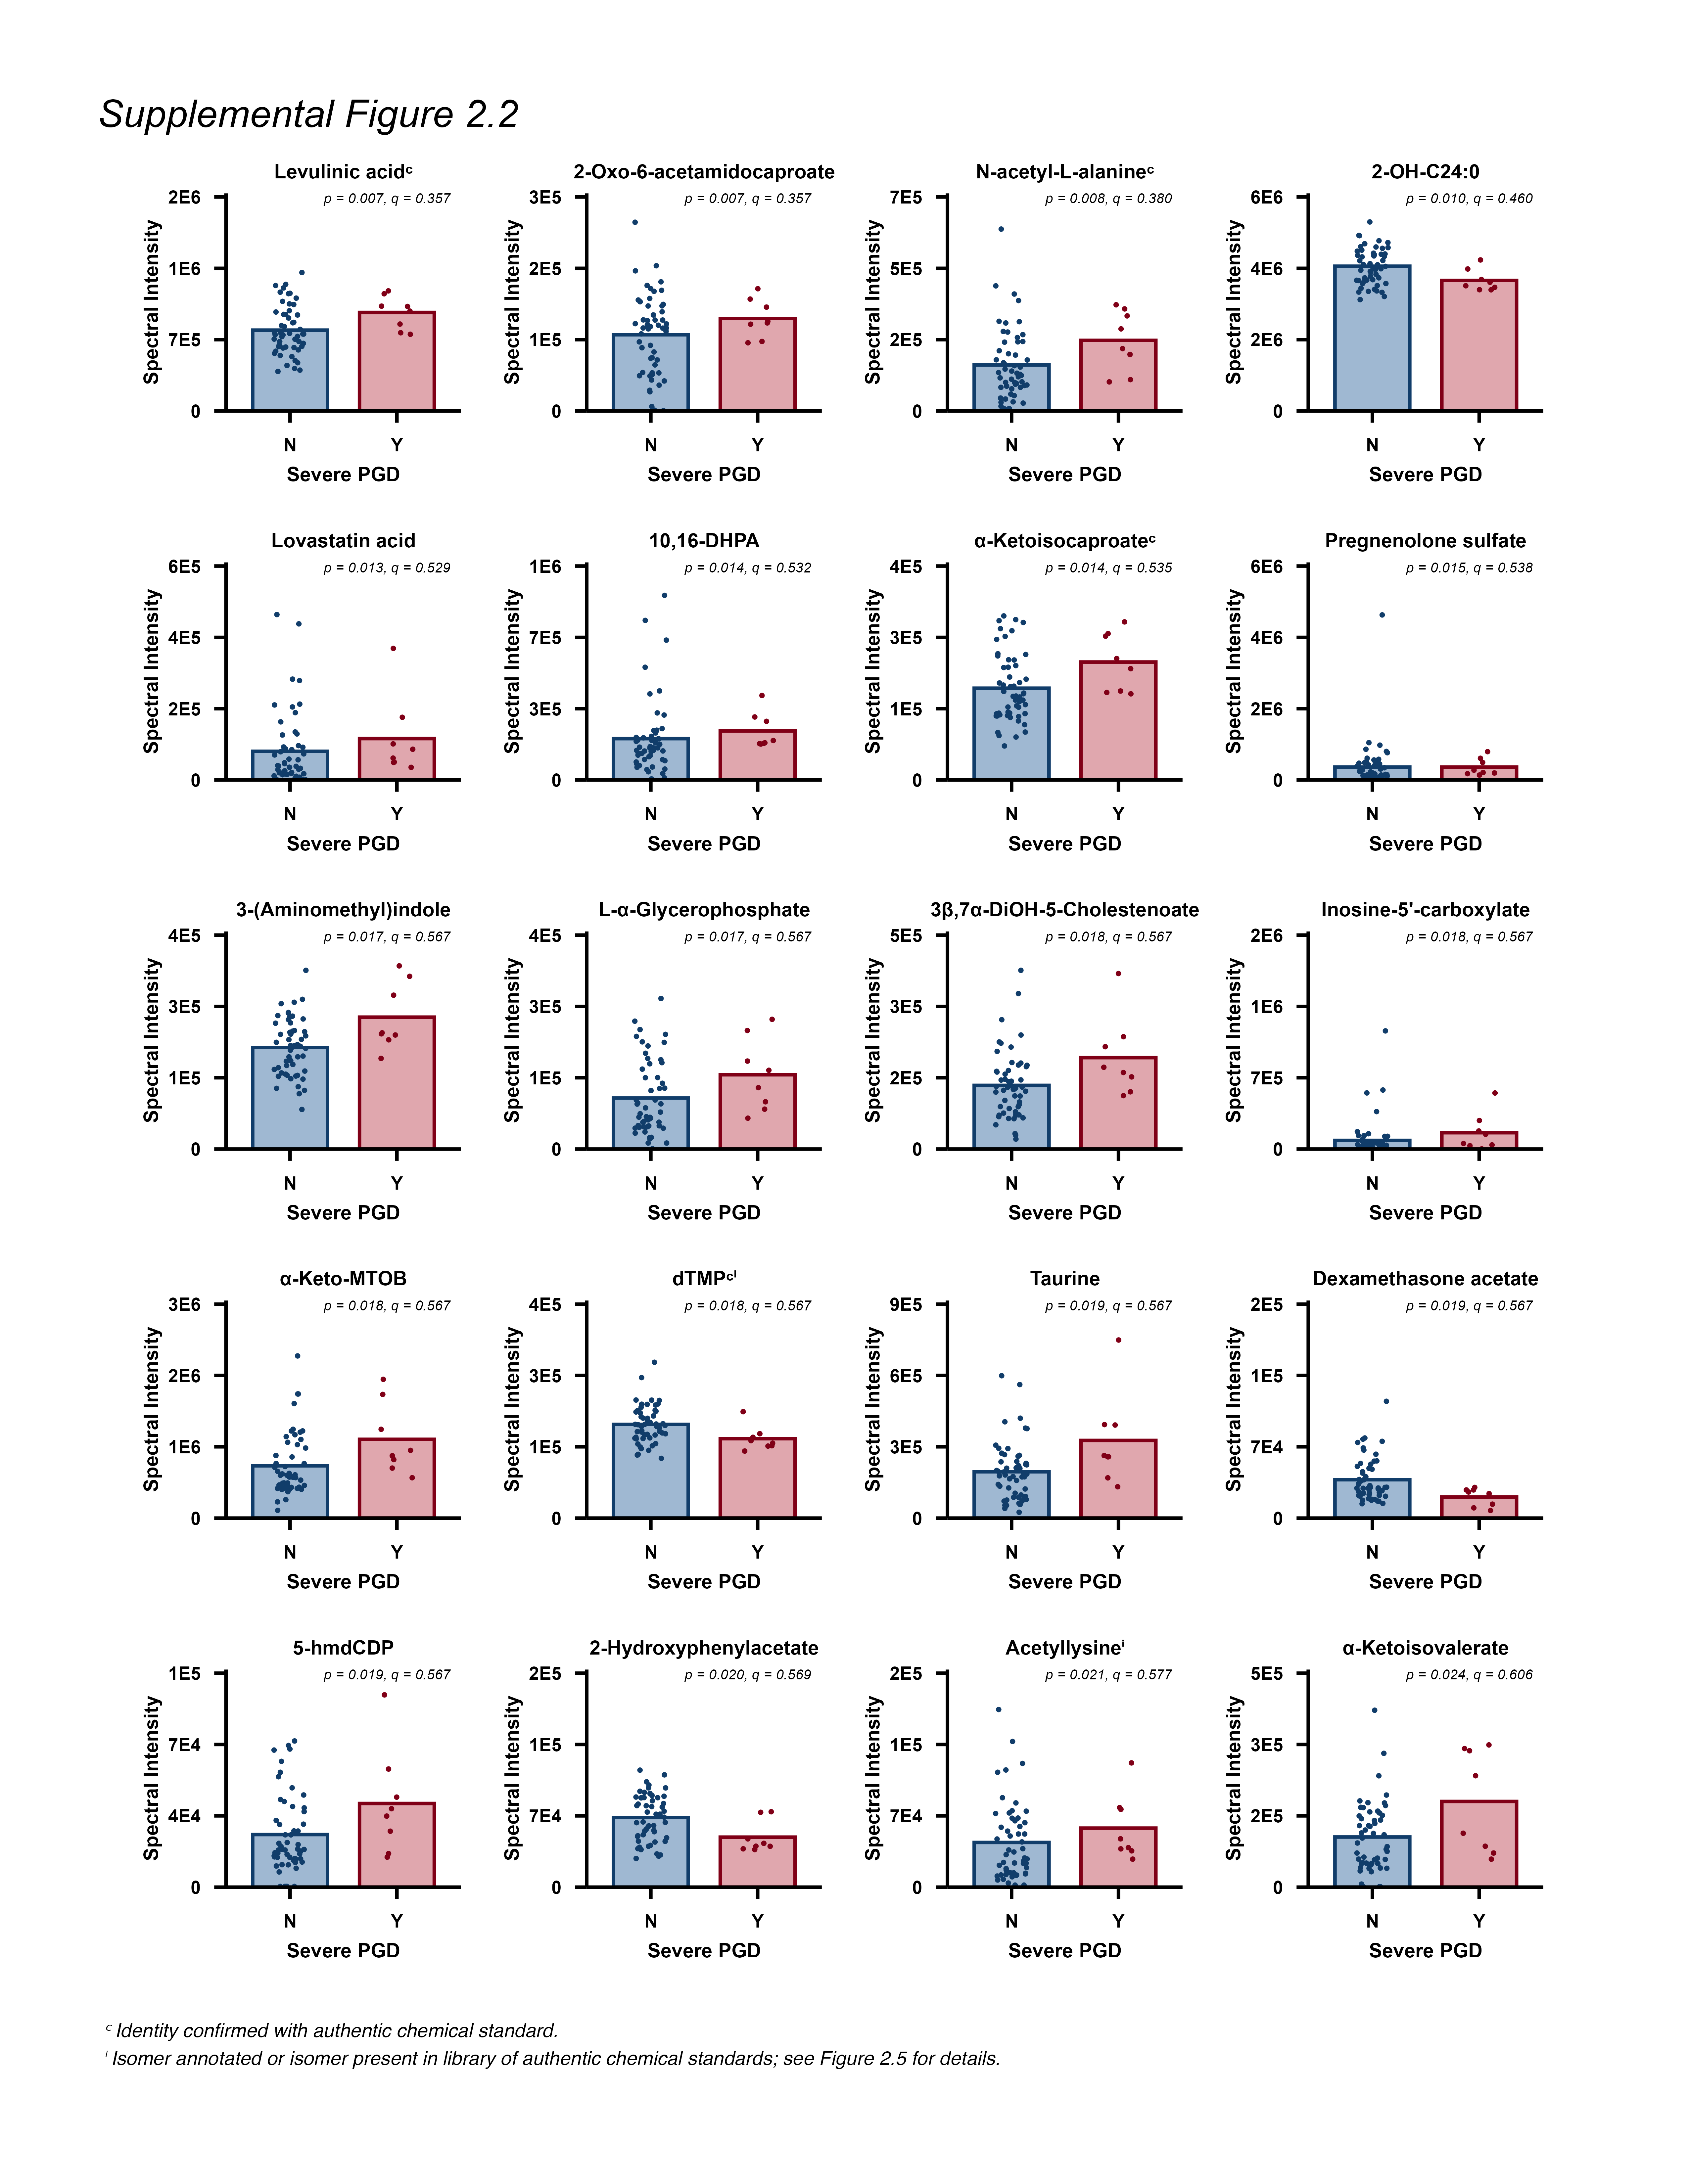 Supplemental Figure 2.2
Levulinic acidᶜ
p = 0.007, q = 0.357
Spectral Intensity
2E6
1E6
7E5
0
N Y
Severe PGD
2-Oxo-6-acetamidocaproate
p = 0.007, q = 0.357
Spectral Intensity
3E5
2E5
1E5
0
N Y
Severe PGD
N-acetyl-L-alanineᶜ
p = 0.008, q = 0.380
Spectral Intensity
7E5
5E5
2E5
0
N Y
Severe PGD
2-OH-C24:0
p = 0.010, q = 0.460
Spectral Intensity
6E6
4E6
2E6
0
N Y
Severe PGD
Lovastatin acid
p = 0.013, q = 0.529
Spectral Intensity
6E5
4E5
2E5
0
N Y
Severe PGD
10,16-DHPA
p = 0.014, q = 0.532
Spectral Intensity
1E6
7E5
3E5
0
N Y
Severe PGD
α-Ketoisocaproateᶜ
p = 0.014, q = 0.535
Spectral Intensity
4E5
3E5
1E5
0
N Y
Severe PGD
Pregnenolone sulfate
p = 0.015, q = 0.538
Spectral Intensity
6E6
4E6
2E6
0
N Y
Severe PGD
3-(Aminomethyl)indole
p = 0.017, q = 0.567
Spectral Intensity
4E5
3E5
1E5
0
N Y
Severe PGD
L-α-Glycerophosphate
p = 0.017, q = 0.567
Spectral Intensity
4E5
3E5
1E5
0
N Y
Severe PGD
3β,7α-DiOH-5-Cholestenoate
p = 0.018, q = 0.567
Spectral Intensity
5E5
3E5
2E5
0
N Y
Severe PGD
Inosine-5'-carboxylate
p = 0.018, q = 0.567
Spectral Intensity
2E6
1E6
7E5
0
N Y
Severe PGD
α-Keto-MTOB
p = 0.018, q = 0.567
Spectral Intensity
3E6
2E6
1E6
0
N Y
Severe PGD
dTMPᶜⁱ
p = 0.018, q = 0.567
Spectral Intensity
4E5
3E5
1E5
0
N Y
Severe PGD
Taurine
p = 0.019, q = 0.567
Spectral Intensity
9E5
6E5
3E5
0
N Y
Severe PGD
Dexamethasone acetate
p = 0.019, q = 0.567
Spectral Intensity
2E5
1E5
7E4
0
N Y
Severe PGD
5-hmdCDP
p = 0.019, q = 0.567
Spectral Intensity
1E5
7E4
4E4
0
N Y
Severe PGD
2-Hydroxyphenylacetate
p = 0.020, q = 0.569
Spectral Intensity
2E5
1E5
7E4
0
N Y
Severe PGD
Acetyllysineⁱ
p = 0.021, q = 0.577
Spectral Intensity
2E5
1E5
7E4
0
N Y
Severe PGD
α-Ketoisovalerate
p = 0.024, q = 0.606
Spectral Intensity
5E5
3E5
2E5
0
N Y
Severe PGD
ᶜ Identity confirmed with authentic chemical standard.
ⁱ Isomer annotated or isomer present in library of authentic chemical standards; see Figure 2.5 for details.